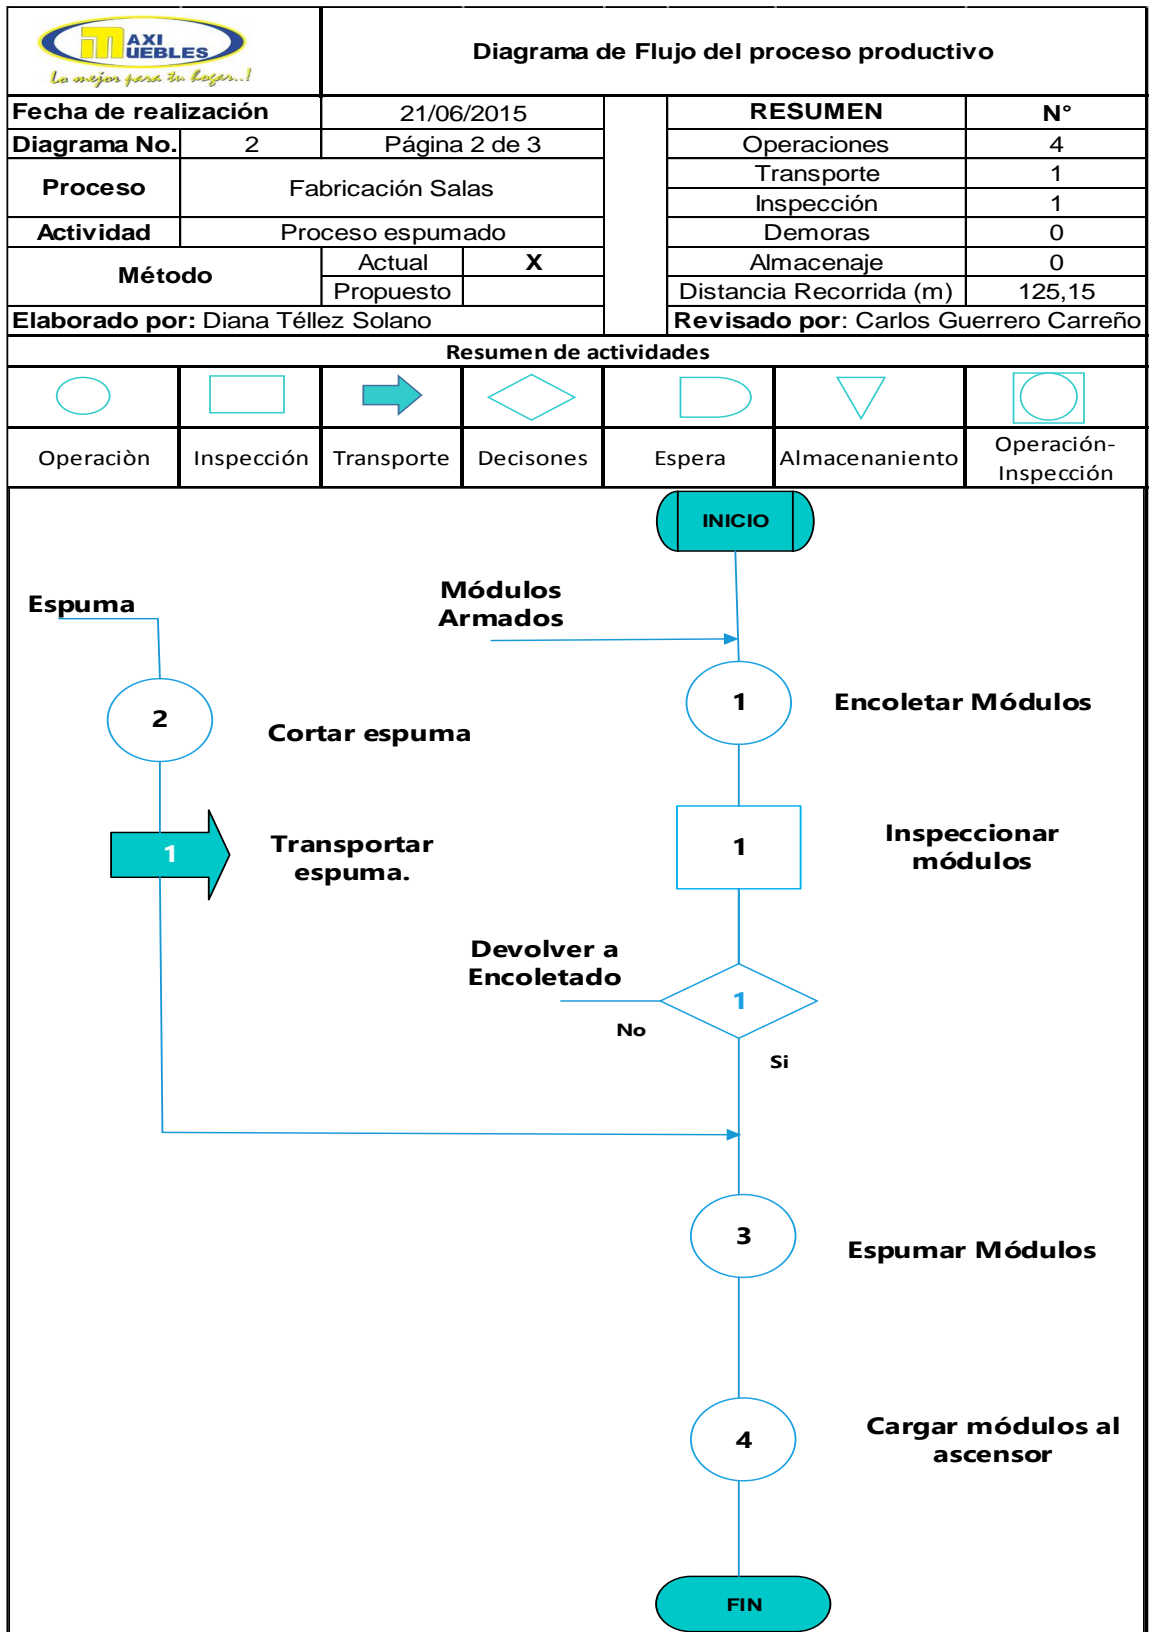 MAXI
MUEBLES
Lo mejor para tu hogar..!
Diagrama de Flujo del proceso productivo
Fecha de realización 21/06/2015 RESUMEN N°
Diagrama No. 2 Página 2 de 3 Operaciones 4
Proceso Fabricación Salas Transporte 1
Inspección 1
Actividad Proceso espumado Demoras 0
Método Actual X Almacenaje 0
Propuesto Distancia Recorrida (m) 125,15
Elaborado por: Diana Téllez Solano Revisado por: Carlos Guerrero Carreño
Resumen de actividades
Operaciòn Inspección Transporte Decisones Espera Almacenaniento Operación-
Inspección
INICIO
Espuma
Módulos
Armados
2
Cortar espuma
1
Encoletar Módulos
1
Transportar
espuma.
1
Inspeccionar
módulos
Devolver a
Encoletado
1
No
Si
3
Espumar Módulos
4
Cargar módulos al
ascensor
FIN